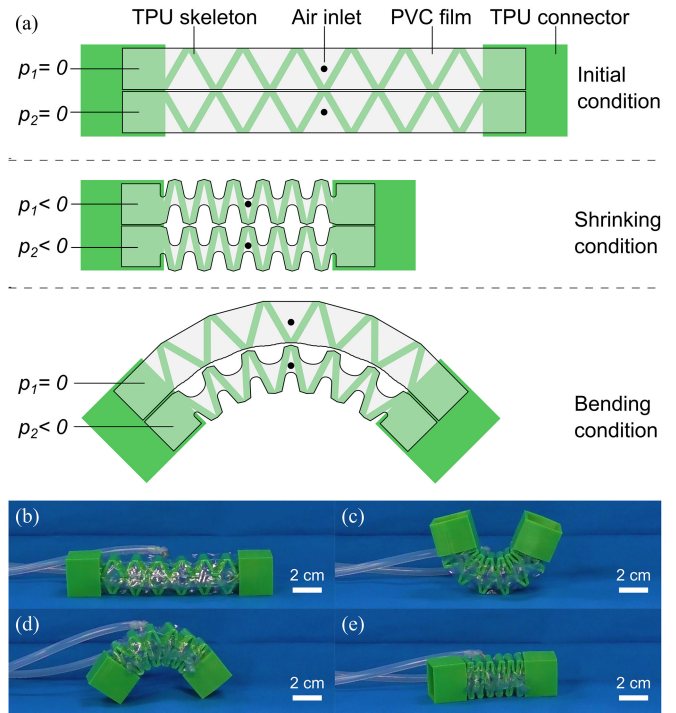 (a)
TPU skeleton
Air inlet
PVC film
TPU connector
p₁= 0
p₂= 0
Initial
condition
p₁< 0
p₂< 0
Shrinking
condition
p₁= 0
p₂< 0
Bending
condition
(b)
2 cm
(c)
2 cm
(d)
2 cm
(e)
2 cm